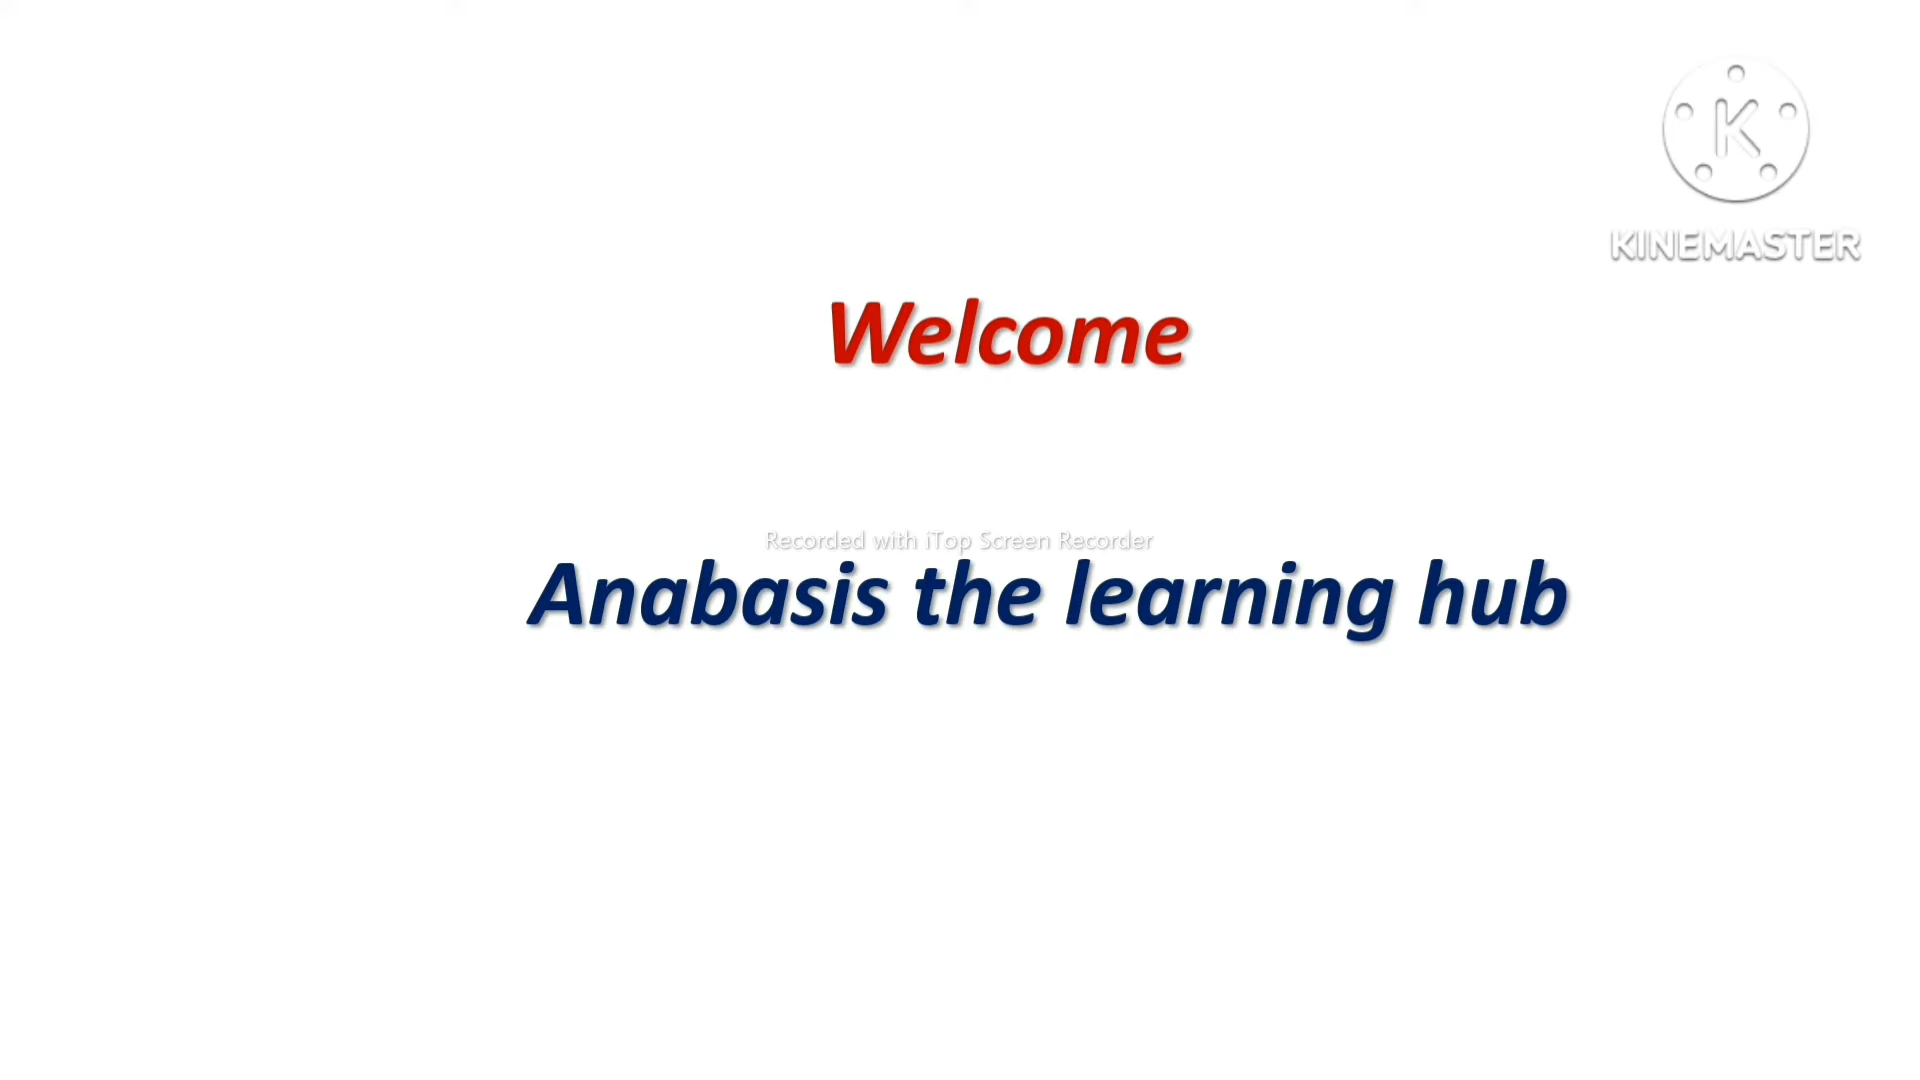 K
KINEMASTER
Welcome
Recorded with iTop Screen Recorder
Anabasis the learning hub